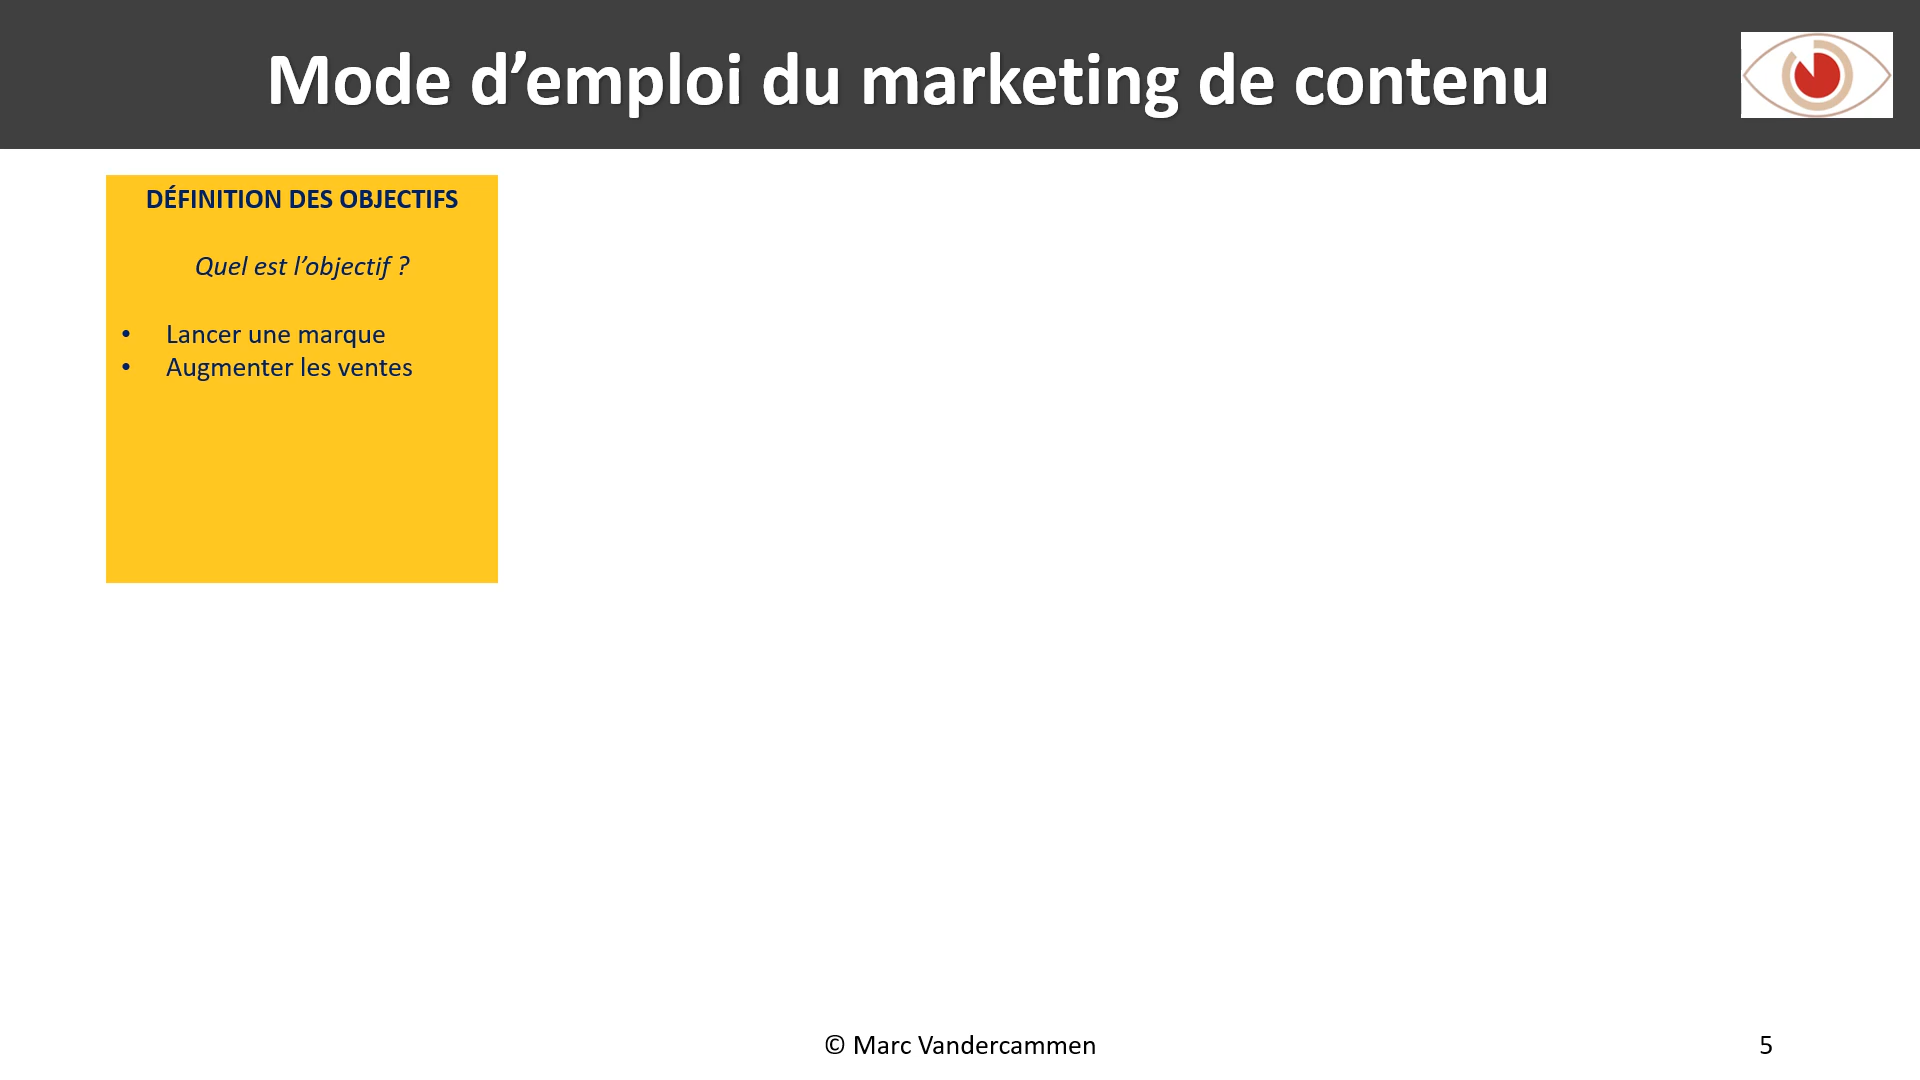 Mode d’emploi du marketing de contenu
DÉFINITION DES OBJECTIFS
Quel est l’objectif ?
• Lancer une marque
• Augmenter les ventes
© Marc Vandercammen
5